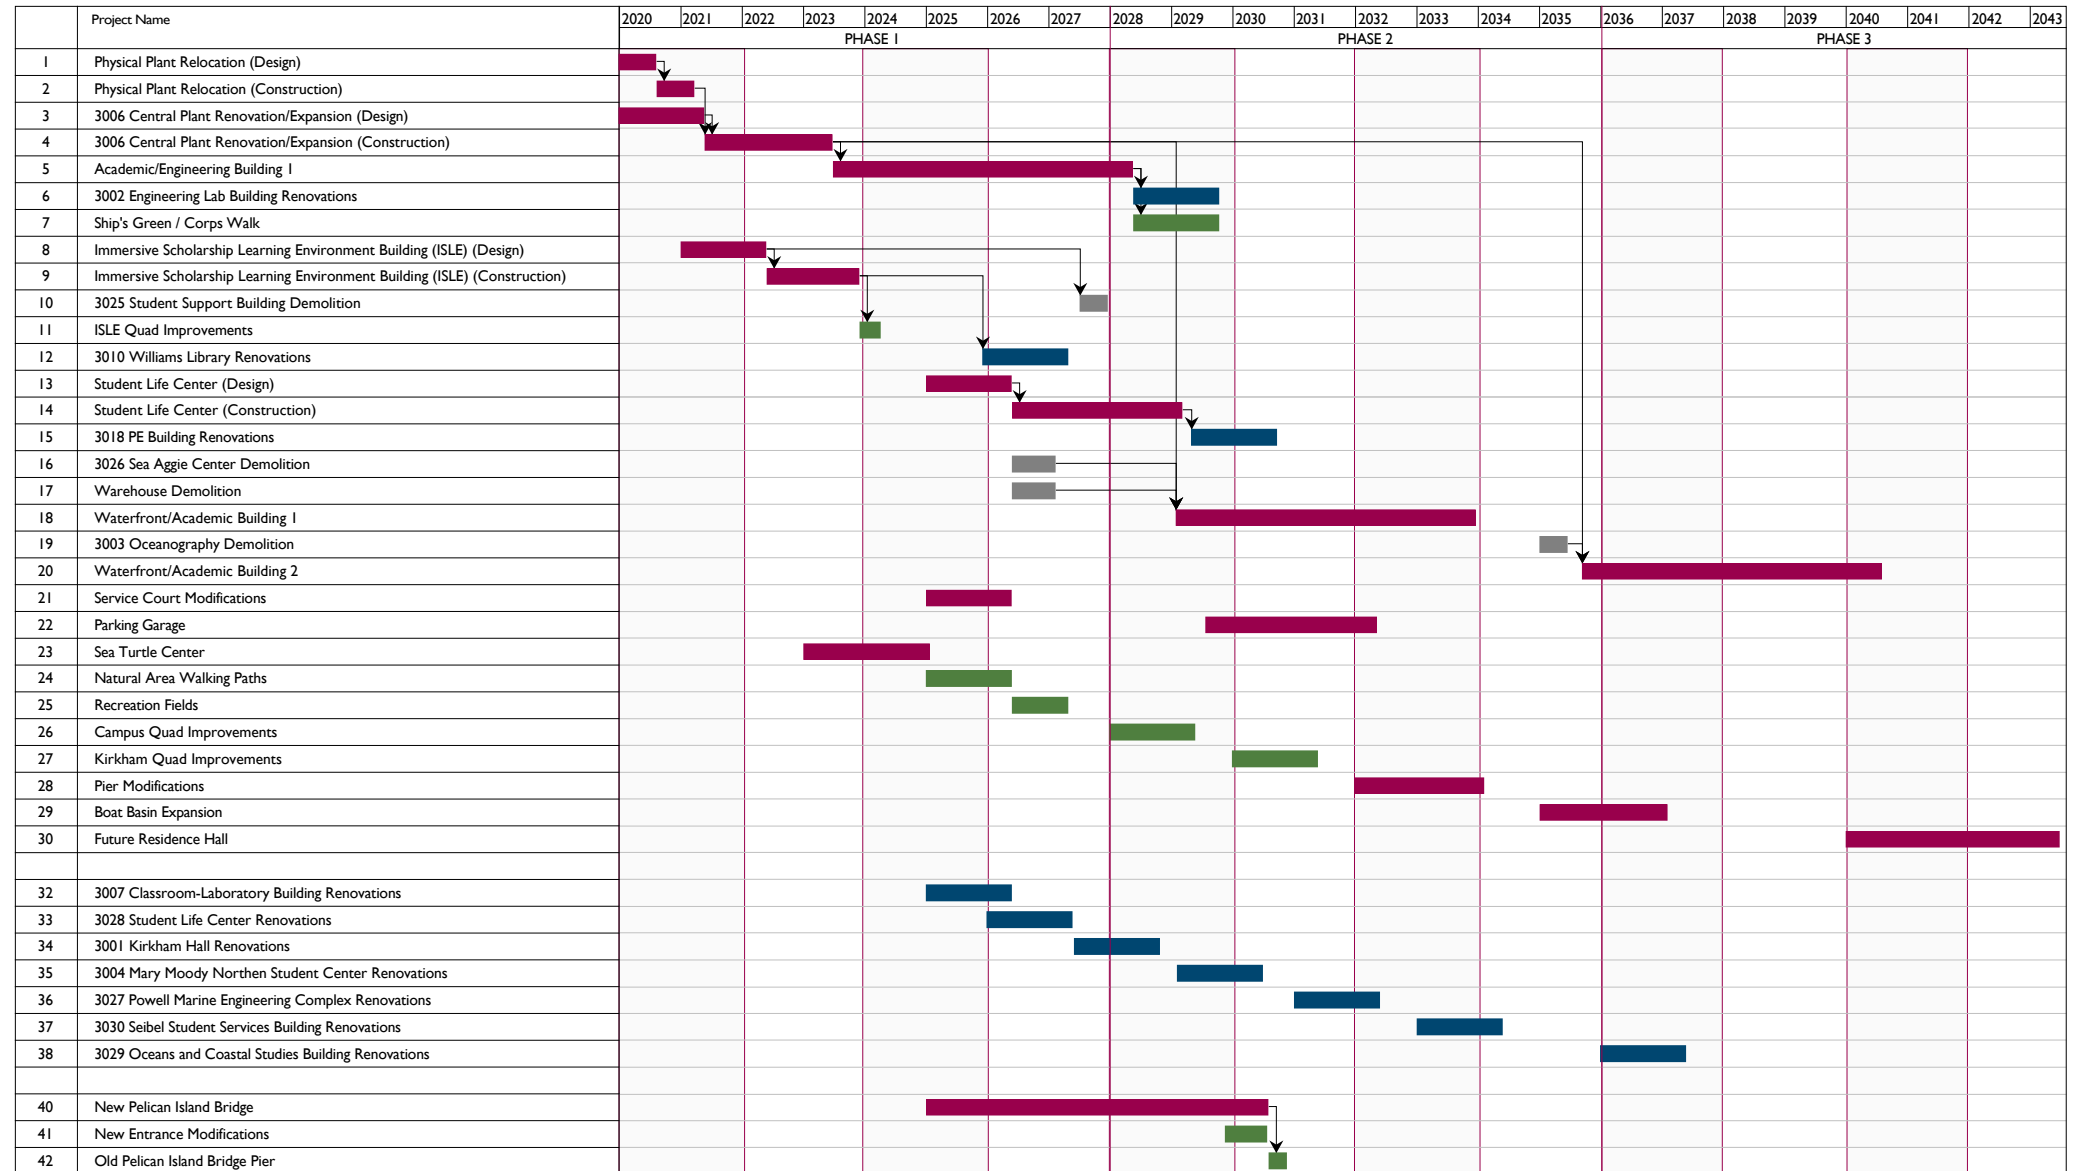 Project Name 2020 2021 2022 2023 2024 2025 2026 2027 2028 2029 2030 2031 2032 2033 2034 2035 2036 2037 2038 2039 2040 2041 2042 2043
PHASE 1 PHASE 2 PHASE 3
1 Physical Plant Relocation (Design)
2 Physical Plant Relocation (Construction)
3 3006 Central Plant Renovation/Expansion (Design)
4 3006 Central Plant Renovation/Expansion (Construction)
5 Academic/Engineering Building 1
6 3002 Engineering Lab Building Renovations
7 Ship's Green / Corps Walk
8 Immersive Scholarship Learning Environment Building (ISLE) (Design)
9 Immersive Scholarship Learning Environment Building (ISLE) (Construction)
10 3025 Student Support Building Demolition
11 ISLE Quad Improvements
12 3010 Williams Library Renovations
13 Student Life Center (Design)
14 Student Life Center (Construction)
15 3018 PE Building Renovations
16 3026 Sea Aggie Center Demolition
17 Warehouse Demolition
18 Waterfront/Academic Building 1
19 3003 Oceanography Demolition
20 Waterfront/Academic Building 2
21 Service Court Modifications
22 Parking Garage
23 Sea Turtle Center
24 Natural Area Walking Paths
25 Recreation Fields
26 Campus Quad Improvements
27 Kirkham Quad Improvements
28 Pier Modifications
29 Boat Basin Expansion
30 Future Residence Hall
32 3007 Classroom-Laboratory Building Renovations
33 3028 Student Life Center Renovations
34 3001 Kirkham Hall Renovations
35 3004 Mary Moody Northen Student Center Renovations
36 3027 Powell Marine Engineering Complex Renovations
37 3030 Seibel Student Services Building Renovations
38 3029 Oceans and Coastal Studies Building Renovations
40 New Pelican Island Bridge
41 New Entrance Modifications
42 Old Pelican Island Bridge Pier